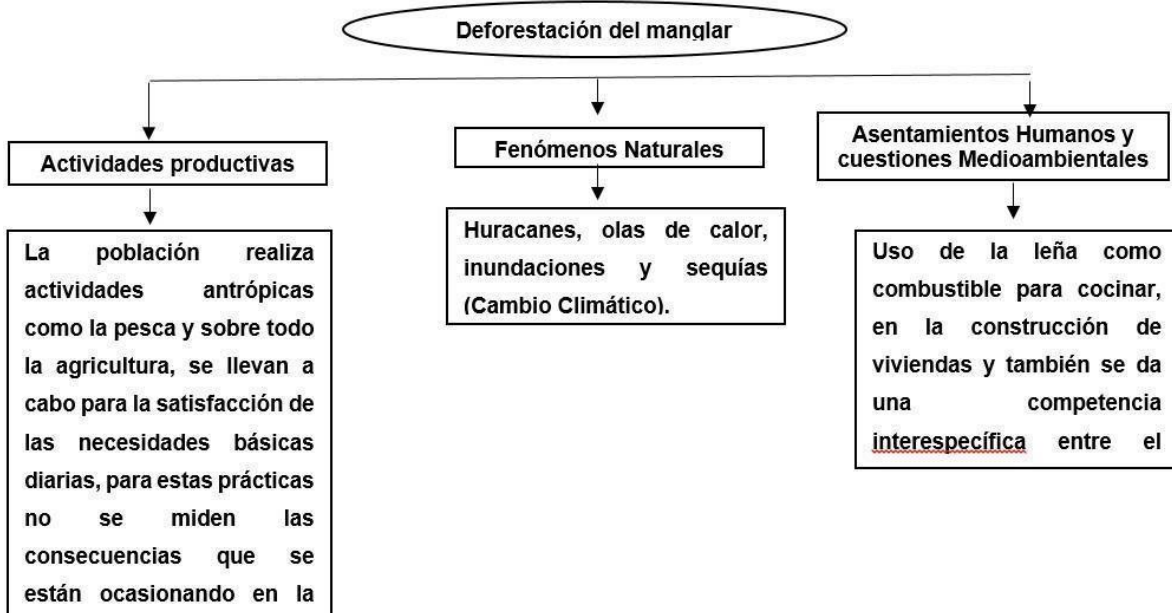 Deforestación del manglar
Actividades productivas
Fenómenos Naturales
Asentamientos Humanos y
cuestiones Medioambientales
La población realiza
actividades antrópicas
como la pesca y sobre todo
la agricultura, se llevan a
cabo para la satisfacción de
las necesidades básicas
diarias, para estas prácticas
no se miden las
consecuencias que se
están ocasionando en la
Huracanes, olas de calor,
inundaciones y sequías
(Cambio Climático).
Uso de la leña como
combustible para cocinar,
en la construcción de
viviendas y también se da
una competencia
interespecífica entre el